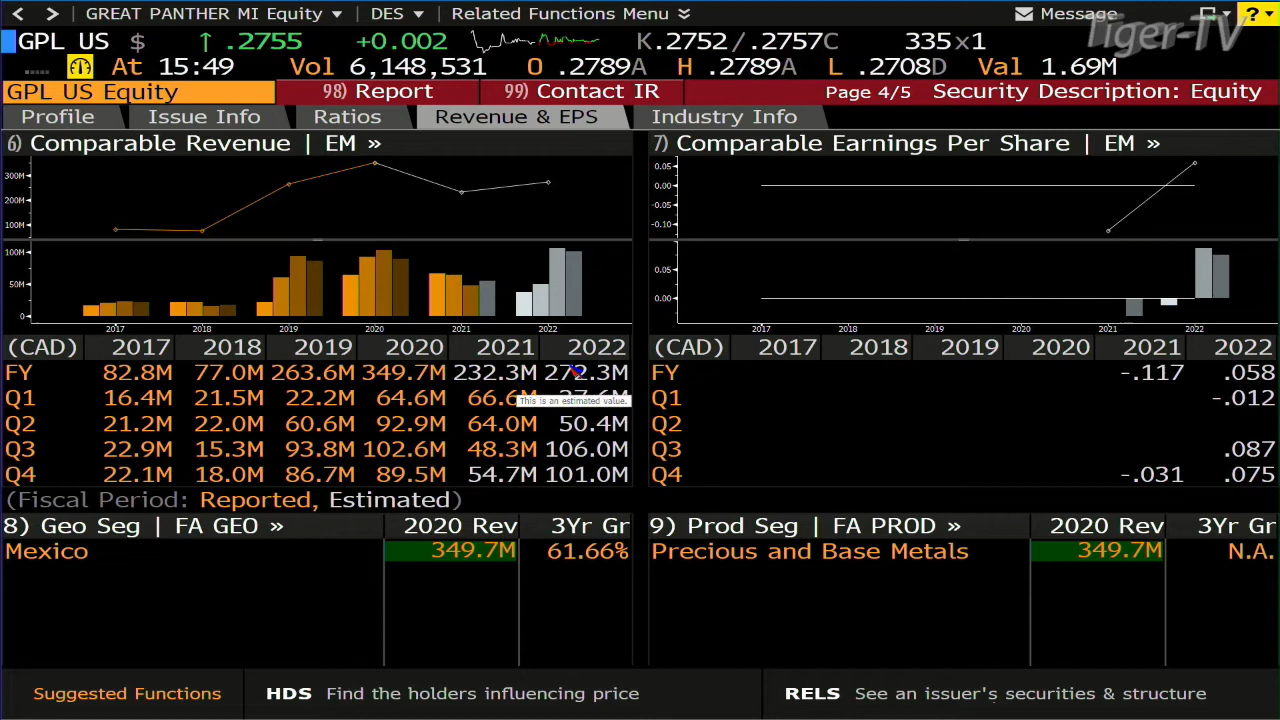 < > GREAT PANTHER MI Equity DES Related Functions Menu Message ?
Tiger-TV
GPL US $ ↑ .2755 +0.002 K.2752/.2757C 335x1
At 15:49 Vol 6,148,531 O .2789A H .2789A L .2708D Val 1.69M
GPL US Equity 98) Report 99) Contact IR Page 4/5 Security Description: Equity
Profile Issue Info Ratios Revenue & EPS Industry Info
6) Comparable Revenue | EM »
300M
200M
100M
100M
50M
0
2017 2018 2019 2020 2021 2022
(CAD) 2017 2018 2019 2020 2021 2022
FY 82.8M 77.0M 263.6M 349.7M 232.3M 272.3M
Q1 16.4M 21.5M 22.2M 64.6M 66.6M
This is an estimated value.
Q2 21.2M 22.0M 60.6M 92.9M 64.0M 50.4M
Q3 22.9M 15.3M 93.8M 102.6M 48.3M 106.0M
Q4 22.1M 18.0M 86.7M 89.5M 54.7M 101.0M
(Fiscal Period: Reported, Estimated)
7) Comparable Earnings Per Share | EM »
0.05
0.00
-0.05
-0.10
0.05
0.00
2017 2018 2019 2020 2021 2022
(CAD) 2017 2018 2019 2020 2021 2022
FY -.117 .058
Q1 -.012
Q2
Q3 .087
Q4 -.031 .075
8) Geo Seg | FA GEO » 2020 Rev 3Yr Gr
Mexico 349.7M 61.66%
9) Prod Seg | FA PROD » 2020 Rev 3Yr Gr
Precious and Base Metals 349.7M N.A.
Suggested Functions HDS Find the holders influencing price RELS See an issuer's securities & structure